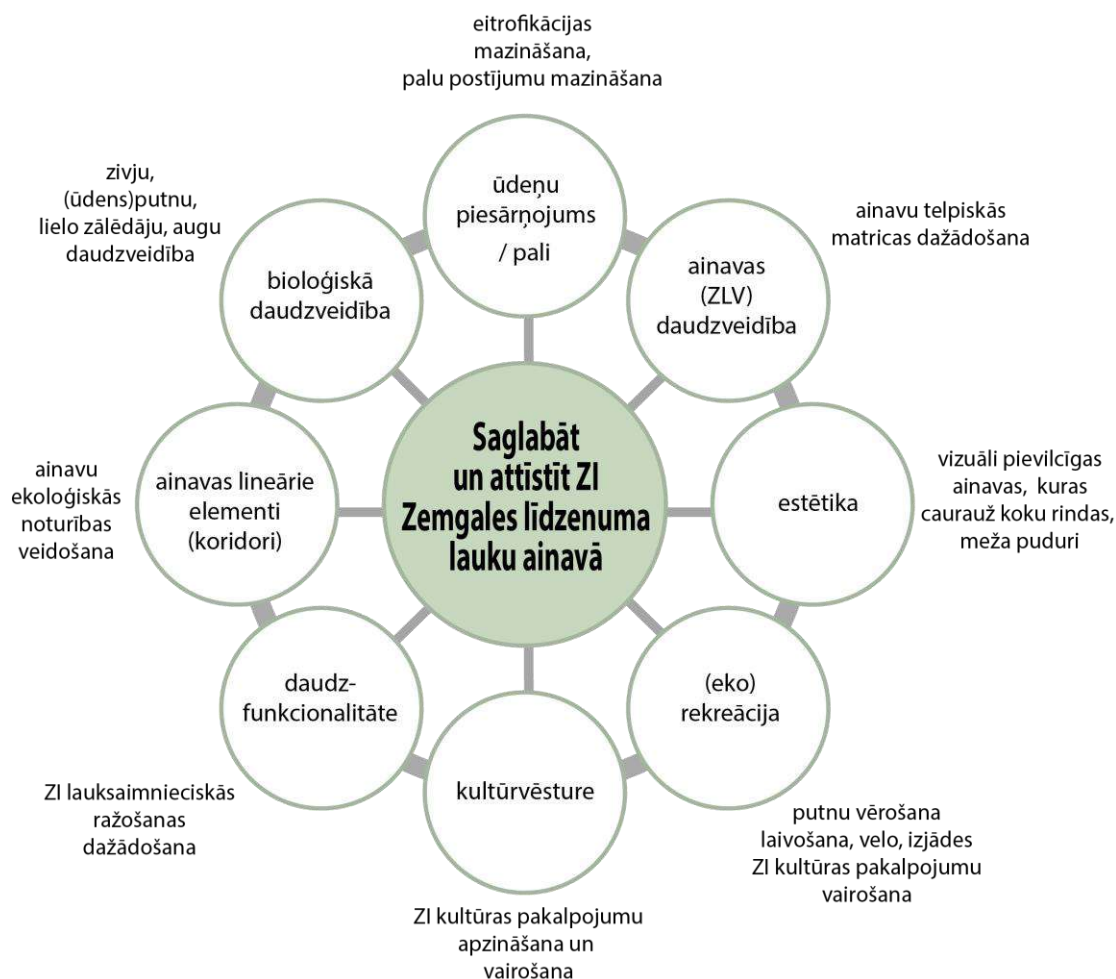 eitrofikācijas
mazināšana,
palu postījumu mazināšana
ūdeņu
piesārņojums
/ pali
zivju,
(ūdens)putnu,
lielo zālēdāju, augu
daudzveidība
bioloģiskā
daudzveidība
ainavu telpiskās
matricas dažādošana
ainavas
(ZLV)
daudzveidība
Saglabāt
un attīstīt ZI
Zemgales līdzenuma
lauku ainavā
ainavu
ekoloģiskās
noturības
veidošana
ainavas lineārie
elementi
(koridori)
estētika
vizuāli pievilcīgas
ainavas, kuras
caurauž koku rindas,
meža puduri
daudz-
funkcionalitāte
ZI lauksaimnieciskās
ražošanas
dažādošana
kultūrvēsture
ZI kultūras pakalpojumu
apzināšana un
vairošana
(eko)
rekreācija
putnu vērošana
laivošana, velo, izjādes
ZI kultūras pakalpojumu
vairošana